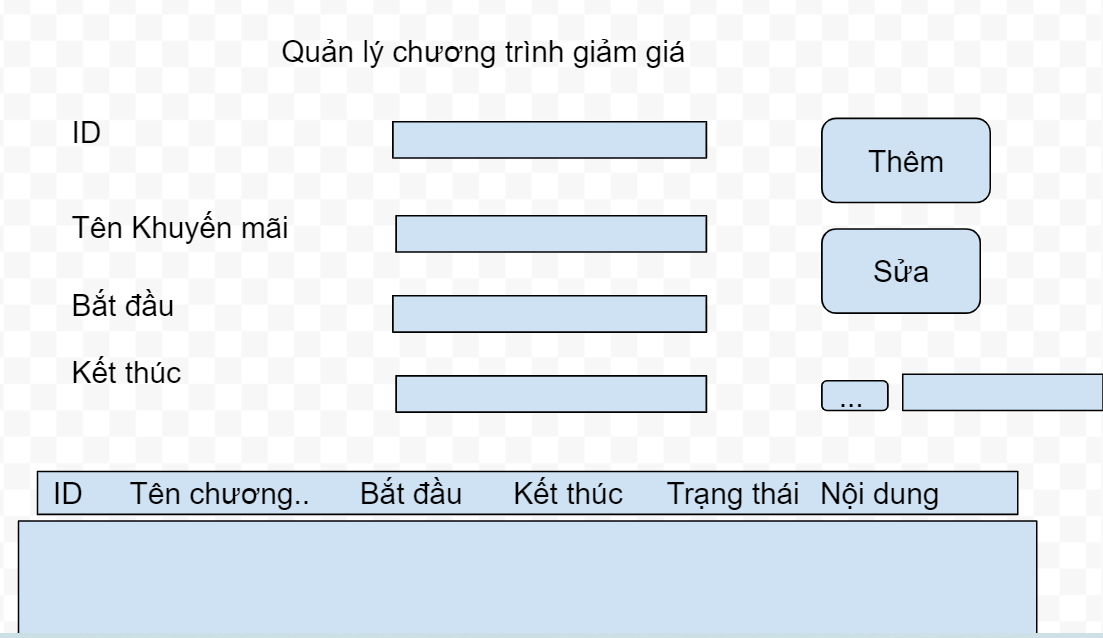 Quản lý chương trình giảm giá
ID
Thêm
Tên Khuyến mãi
Sửa
Bắt đầu
Kết thúc
...
ID Tên chương.. Bắt đầu Kết thúc Trạng thái Nội dung